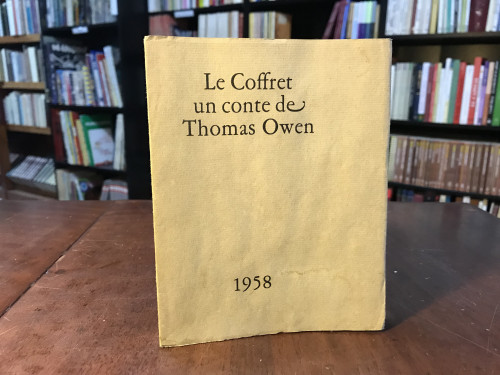 Le Coffret
un conte de
Thomas Owen
1958